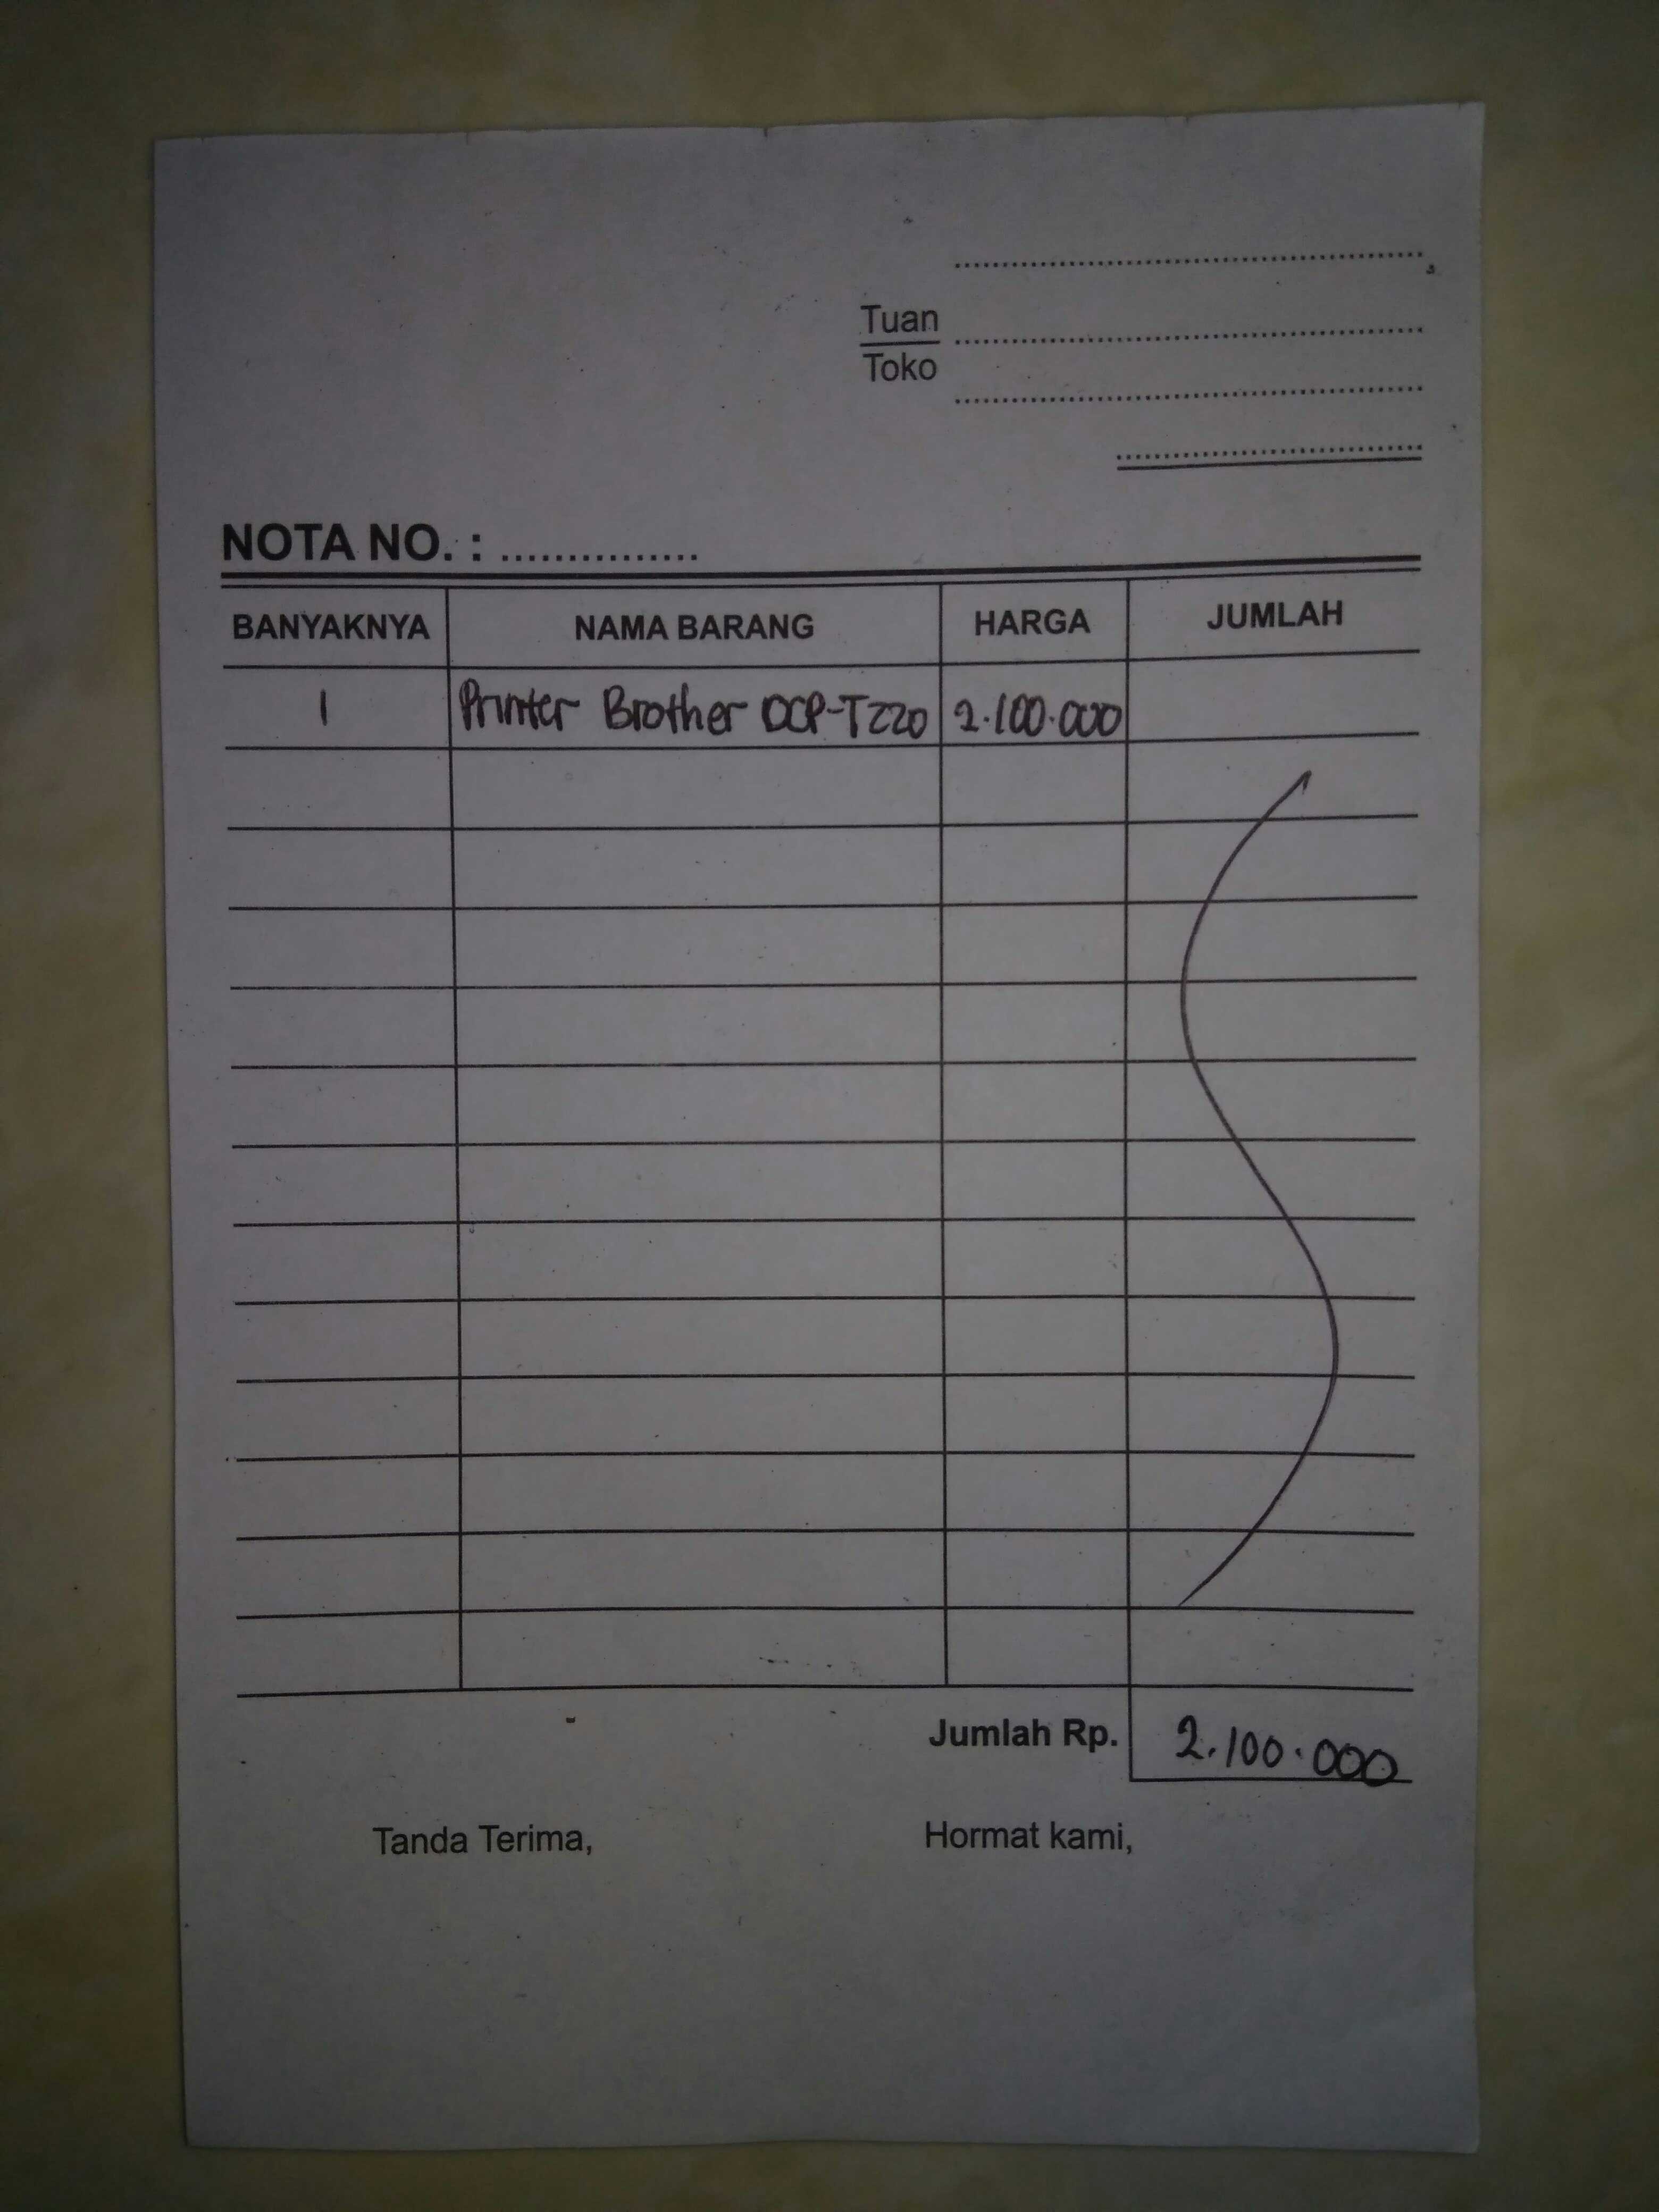 Tuan
Toko
NOTA NO. : ...............
BANYAKNYA NAMA BARANG HARGA JUMLAH
1 Printer Brother DCP-T220 2.100.000
Jumlah Rp. 2.100.000
Tanda Terima, Hormat kami,